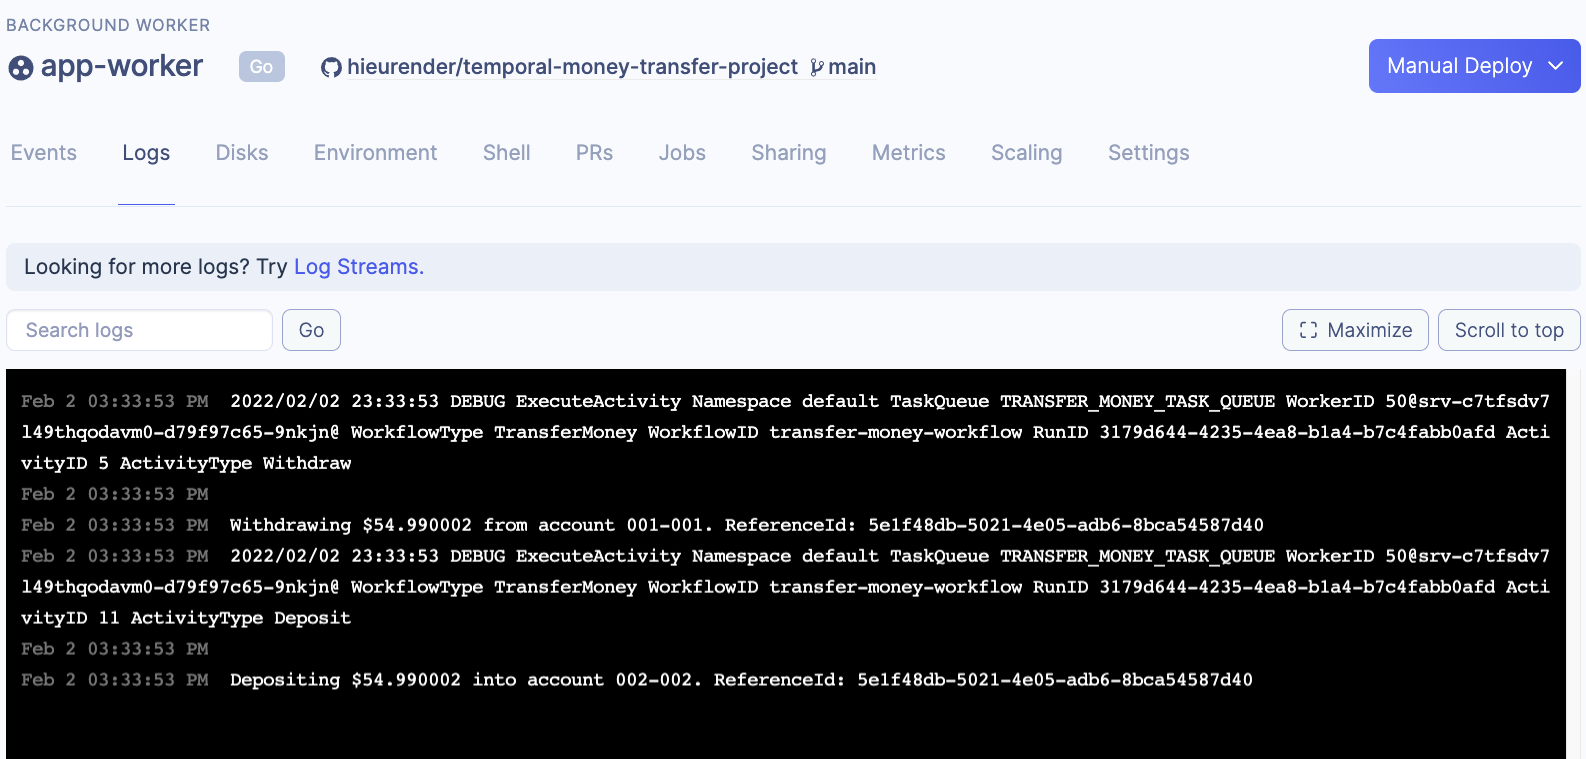 BACKGROUND WORKER
app-worker Go hieurender/temporal-money-transfer-project main
Manual Deploy
Events Logs Disks Environment Shell PRs Jobs Sharing Metrics Scaling Settings
Looking for more logs? Try Log Streams.
Search logs Go Maximize Scroll to top
Feb 2 03:33:53 PM 2022/02/02 23:33:53 DEBUG ExecuteActivity Namespace default TaskQueue TRANSFER_MONEY_TASK_QUEUE WorkerID 50@srv-c7tfsdv7
l49thqodavm0-d79f97c65-9nkjn@ WorkflowType TransferMoney WorkflowID transfer-money-workflow RunID 3179d644-4235-4ea8-b1a4-b7c4fabb0afd Acti
vityID 5 ActivityType Withdraw
Feb 2 03:33:53 PM
Feb 2 03:33:53 PM Withdrawing $54.990002 from account 001-001. ReferenceId: 5e1f48db-5021-4e05-adb6-8bca54587d40
Feb 2 03:33:53 PM 2022/02/02 23:33:53 DEBUG ExecuteActivity Namespace default TaskQueue TRANSFER_MONEY_TASK_QUEUE WorkerID 50@srv-c7tfsdv7
l49thqodavm0-d79f97c65-9nkjn@ WorkflowType TransferMoney WorkflowID transfer-money-workflow RunID 3179d644-4235-4ea8-b1a4-b7c4fabb0afd Acti
vityID 11 ActivityType Deposit
Feb 2 03:33:53 PM
Feb 2 03:33:53 PM Depositing $54.990002 into account 002-002. ReferenceId: 5e1f48db-5021-4e05-adb6-8bca54587d40